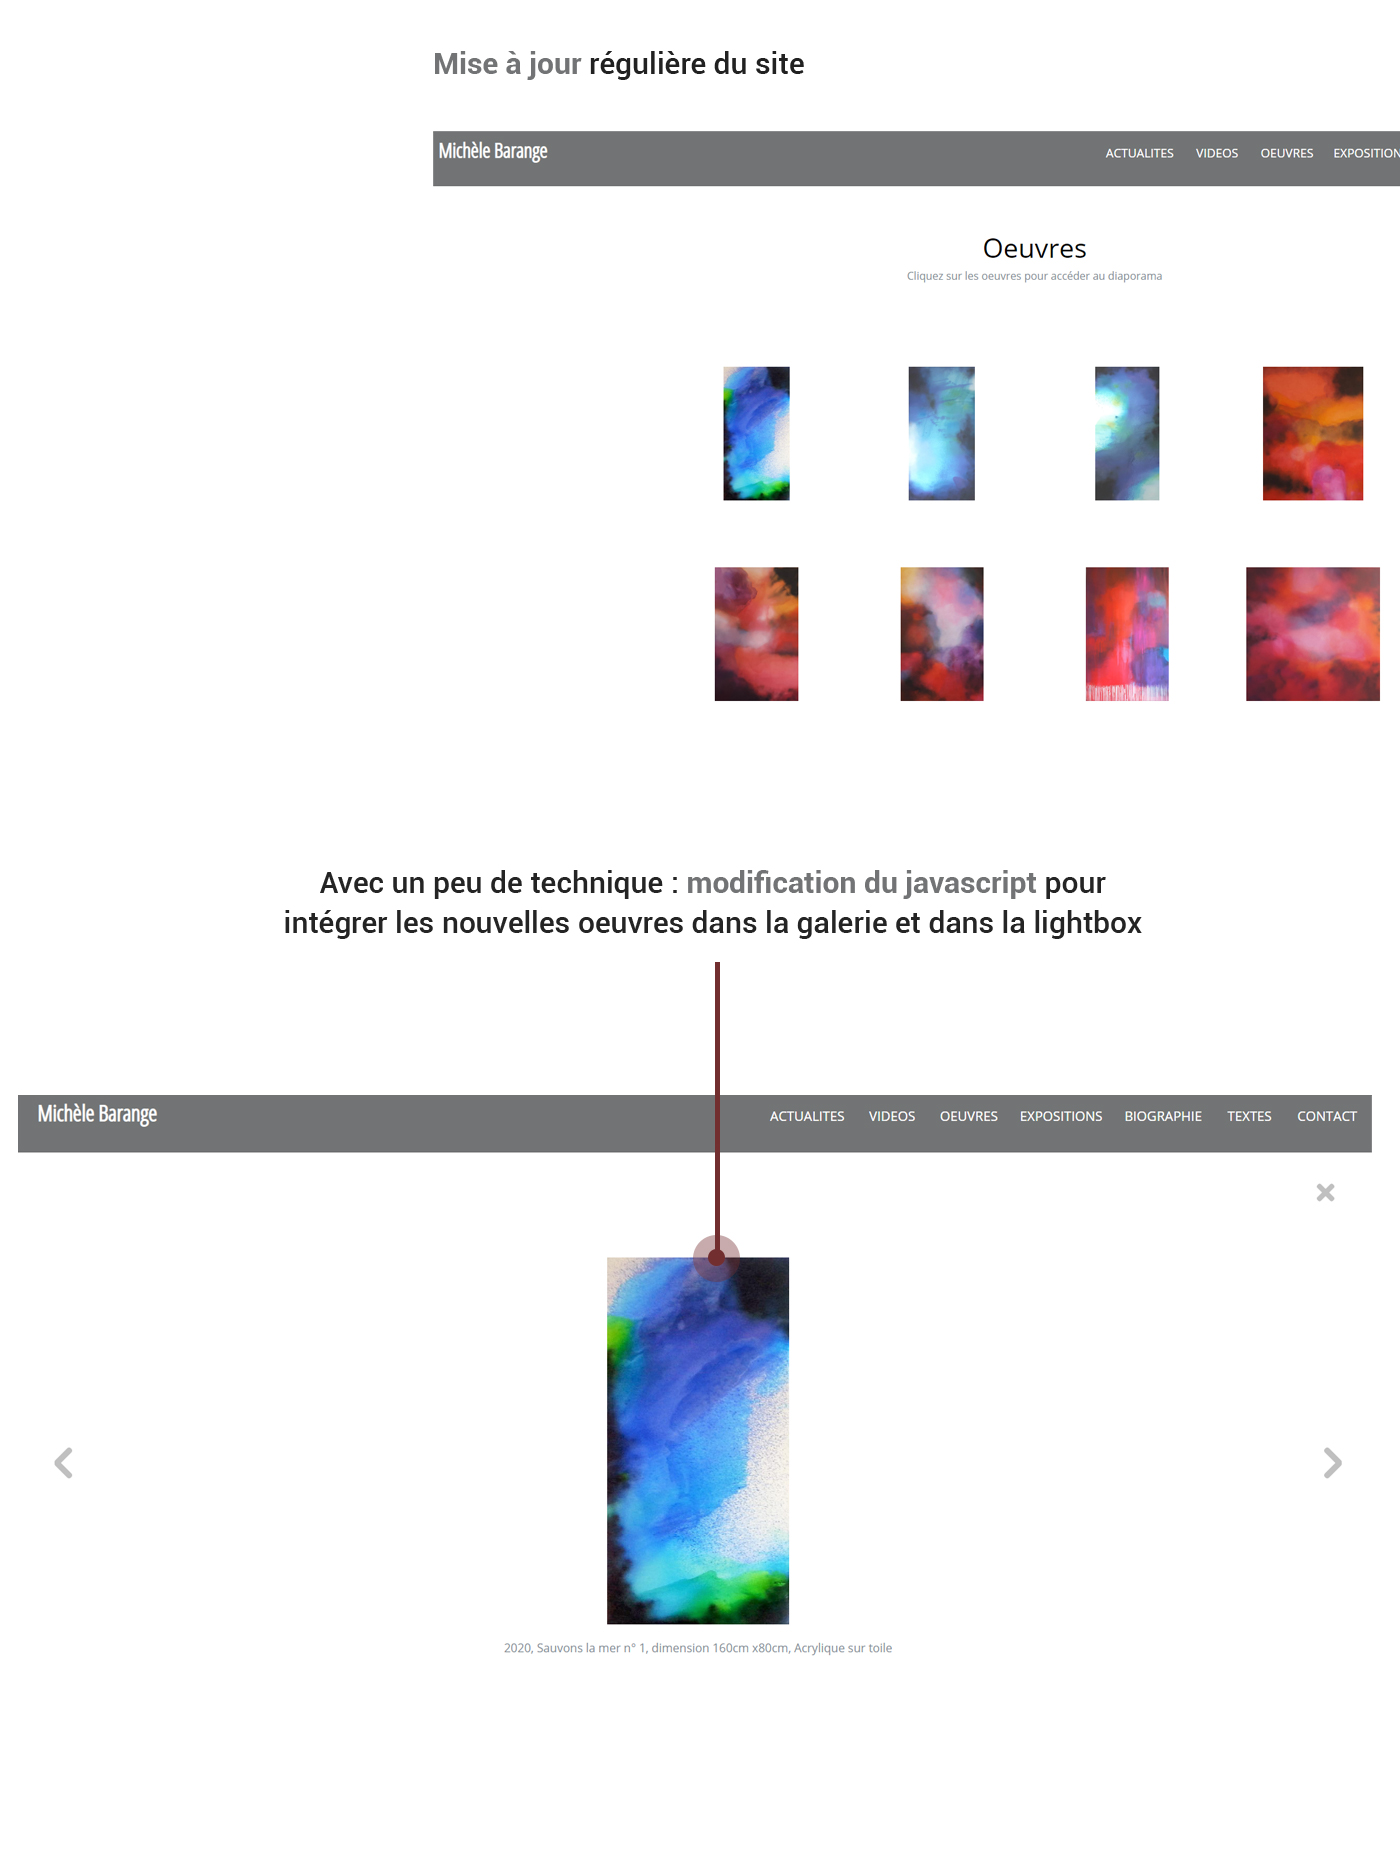 Mise à jour régulière du site
Michèle Barange
ACTUALITES VIDEOS OEUVRES EXPOSITION
Oeuvres
Cliquez sur les oeuvres pour accéder au diaporama
Avec un peu de technique : modification du javascript pour
intégrer les nouvelles oeuvres dans la galerie et dans la lightbox
Michèle Barange
ACTUALITES VIDEOS OEUVRES EXPOSITIONS BIOGRAPHIE TEXTES CONTACT
2020, Sauvons la mer n° 1, dimension 160cm x80cm, Acrylique sur toile